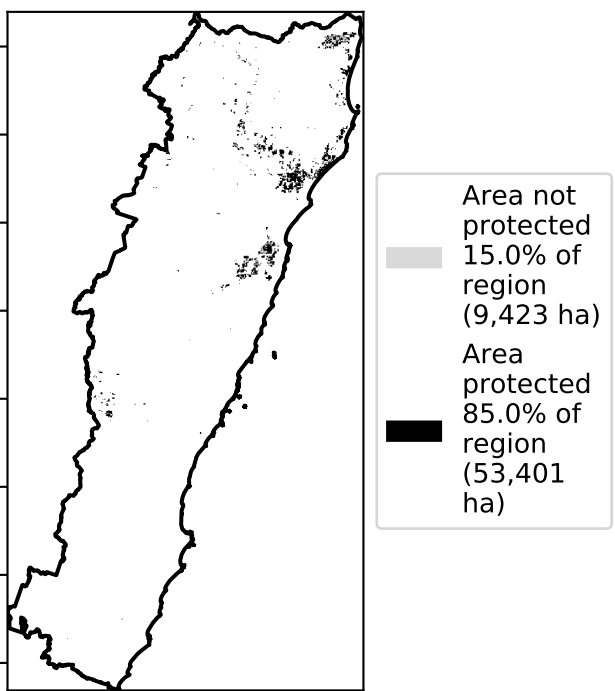 Area not
protected
15.0% of
region
(9,423 ha)
Area
protected
85.0% of
region
(53,401
ha)